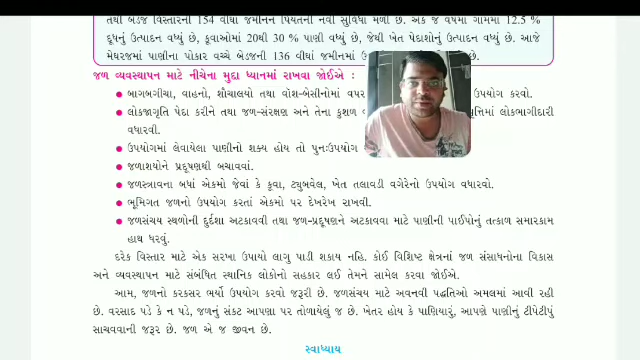 તથા બેડજ વિસ્તારની 154 વીઘા જમીનને પિયતની નવી સુવિધા મળી છે. એક જ વર્ષમાં ગામમાં 12.5 %
દૂધનું ઉત્પાદન વધ્યું છે, કૂવાઓમાં 20થી 30 % પાણી વધ્યું છે, જેથી ખેત પેદાશોનું ઉત્પાદન વધ્યું છે. આજે
મેઘરજમાં પાણીના પોકાર વચ્ચે બેડજની 136 વીઘાં જમીનમાં છે.
જળ વ્યવસ્થાપન માટે નીચેના મુદ્દા ધ્યાનમાં રાખવા જોઈએ :
બાગબગીચા, વાહનો, શૌચાલયો તથા વૉશ-બેસીનોમાં વપર ઉપયોગ કરવો.
લોકજાગૃતિ પેદા કરીને તથા જળ-સંરક્ષણ અને તેના કુશળ વૃત્તિમાં લોકભાગીદારી
વધારવી.
ઉપયોગમાં લેવાયેલા પાણીનો શક્ય હોય તો પુનઃઉપયોગ
જળાશયોને પ્રદૂષણથી બચાવવાં.
જળસ્ત્રાવના બધાં એકમો જેવાં કે કૂવા, ટ્યુબવેલ, ખેત તલાવડી વગેરેનો ઉપયોગ વધારવો.
ભૂમિગત જળનો ઉપયોગ કરતાં એકમો પર દેખરેખ રાખવી.
જળસંચય સ્થળોની દુર્દશા અટકાવવી તથા જળ-પ્રદૂષણને અટકાવવા માટે પાણીની પાઈપોનું તત્કાળ સમારકામ
હાથ ધરવું.
દરેક વિસ્તાર માટે એક સરખા ઉપાયો લાગુ પાડી શકાય નહિ. કોઈ વિશિષ્ટ ક્ષેત્રનાં જળ સંસાધનોના વિકાસ
અને વ્યવસ્થાપન માટે સંબંધિત સ્થાનિક લોકોનો સહકાર લઈ તેમને સામેલ કરવા જોઈએ.
આમ, જળનો કરકસર ભર્યો ઉપયોગ કરવો જરૂરી છે. જળસંચય માટે અવનવી પદ્ધતિઓ અમલમાં આવી રહી
છે. વરસાદ પડે કે ન પડે, જળનું સંકટ આપણા પર તોળાયેલું જ છે. ખેતર હોય કે પાણિયારું, આપણે પાણીનું ટીપેટીપું
સાચવવાની જરૂર છે. જળ એ જ જીવન છે.
સ્વાધ્યાય